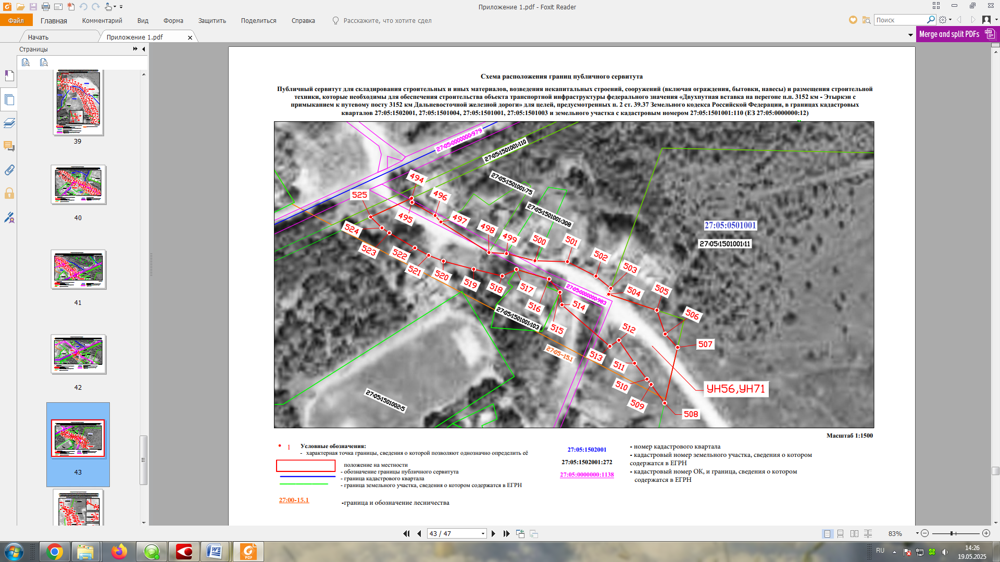 Приложение 1.pdf - Foxit Reader
Файл
Главная
Комментарий
Вид
Форма
Защитить
Поделиться
Справка
Расскажите, что хотите сдел
Поиск
Начать
Приложение 1.pdf
Merge and split PDFs
Страницы
39
40
41
42
43
Схема расположения границ публичного сервитута
Публичный сервитут для складирования строительных и иных материалов, возведения некапитальных строений, сооружений (включая ограждения, бытовки, навесы) и размещения строительной
техники, которые необходимы для обеспечения строительства объекта транспортной инфраструктуры федерального значения «Двухпутная вставка на перегоне п.п. 3152 км - Этыркэн с
примыканием к путевому посту 3152 км Дальневосточной железной дороги» для целей, предусмотренных п. 2 ст. 39.37 Земельного кодекса Российской Федерации, в границах кадастровых
кварталов 27:05:1502001, 27:05:1501004, 27:05:1501001, 27:05:1501003 и земельного участка с кадастровым номером 27:05:1501001:110 (ЕЗ 27:05:0000000:12)
27:05:0000000:979
27:05:1501001:110
27:05:1501001:75
27:05:1501001:308
27:05:0501001
27:05:1501001:11
494
525
496
495
497
524
498
499
500
501
523
522
502
521
520
503
519
518
517
27:05:0000000:983
504
505
516
514
506
27:05:1501001:103
515
512
507
27:05-15.1
513
511
510
УН56,УН71
27:05:1501002:5
509
508
Масштаб 1:1500
1
Условные обозначения:
- характерная точка границы, сведения о которой позволяют однозначно определить её
положение на местности
- обозначение границы публичного сервитута
- граница кадастрового квартала
- граница земельного участка, сведения о котором содержатся в ЕГРН
27:00-15.1
-граница и обозначение лесничества
27:05:1502001
- номер кадастрового квартала
27:05:1502001:272
- кадастровый номер земельного участка, сведения о котором
содержатся в ЕГРН
27:05:0000000:1138
- кадастровый номер ОК, и граница, сведения о котором
содержатся в ЕГРН
43 / 47
83%
RU
14:26
19.05.2025
PDF